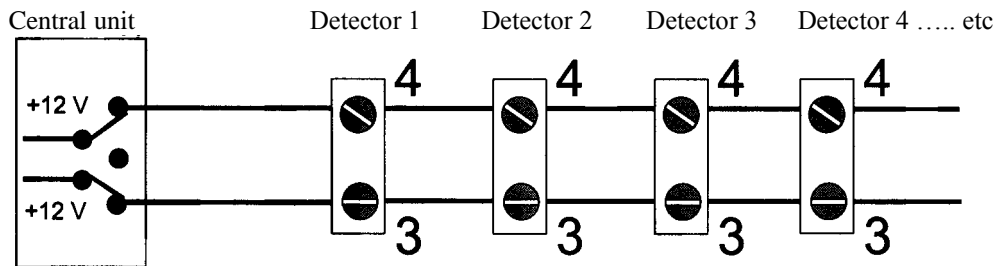 Central unit Detector 1 Detector 2 Detector 3 Detector 4 ….. etc
4 4 4 4
+12 V
+12 V
3 3 3 3